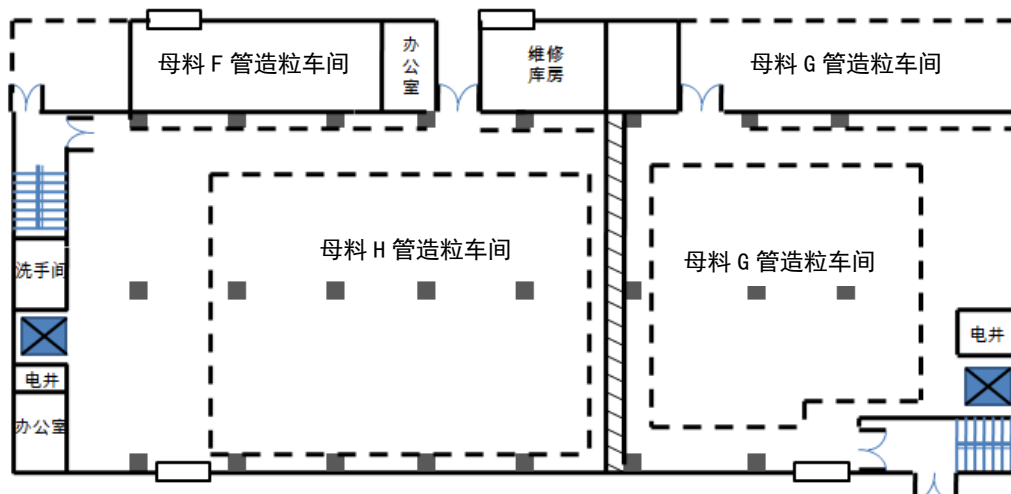 母料 F 管造粒车间
办
公
室
维修
库房
母料 G 管造粒车间
母料 H 管造粒车间
母料 G 管造粒车间
洗手间
电井
电井
办公室